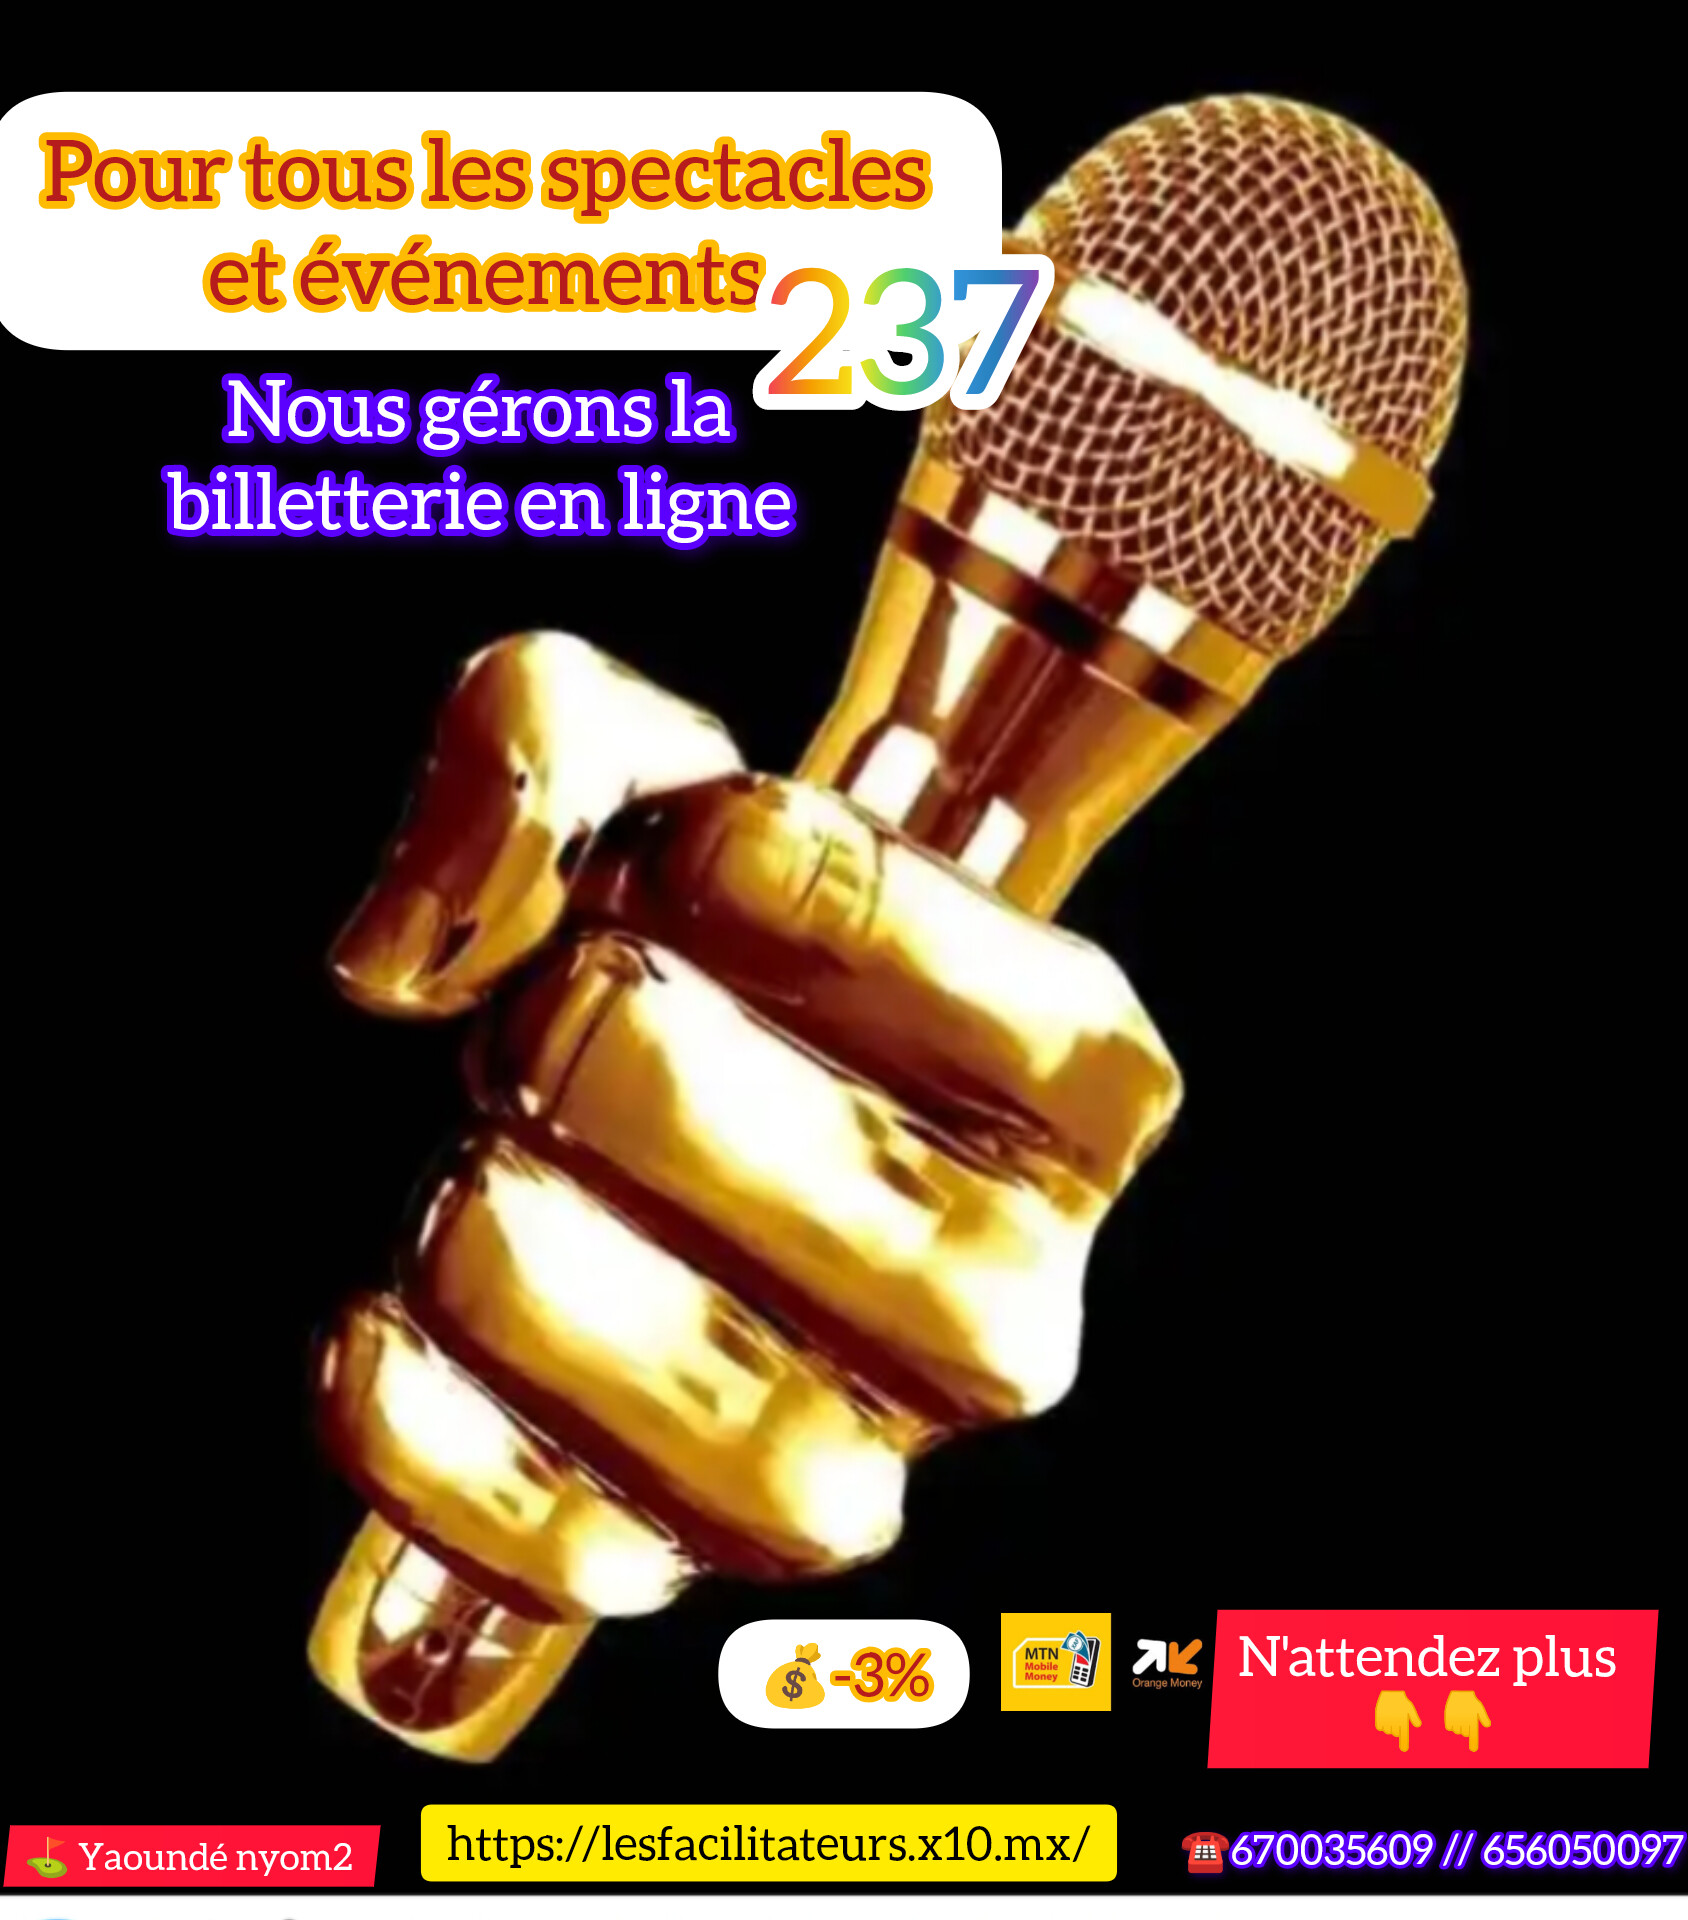 Pour tous les spectacles
et événements
237
Nous gérons la
billetterie en ligne
💰-3%
MTN
Mobile
Money
Orange Money
N'attendez plus
👇👇
⛳ Yaoundé nyom2
https://lesfacilitateurs.x10.mx/
☎️670035609 // 656050097